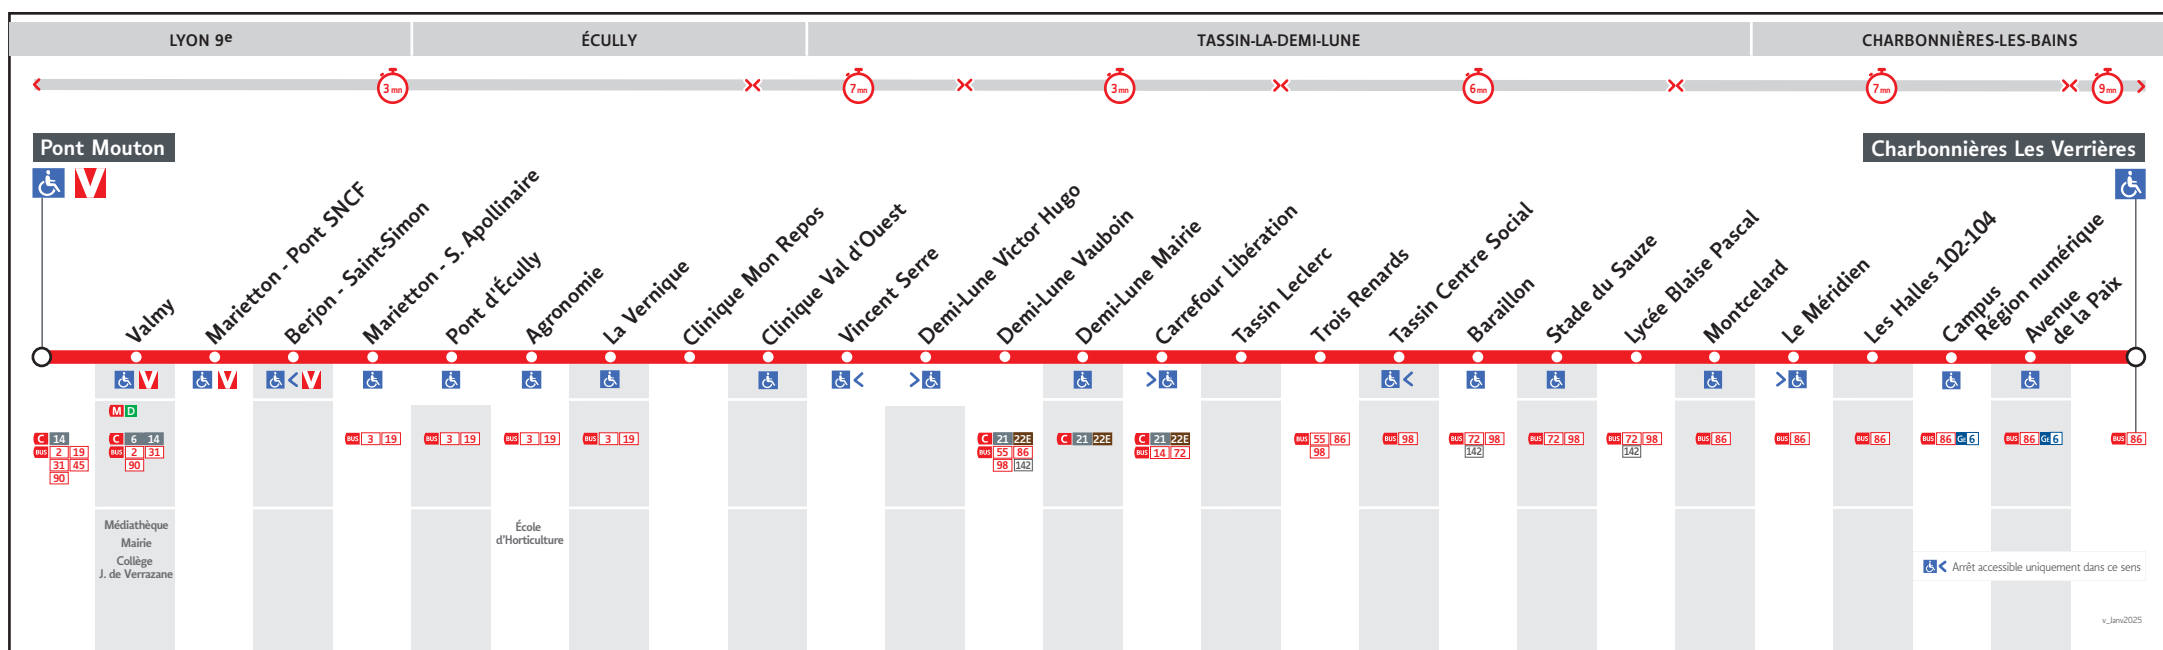 LYON 9e
ÉCULLY
TASSIN-LA-DEMI-LUNE
CHARBONNIÈRES-LES-BAINS
3 mn
7 mn
3 mn
6 mn
7 mn
9 mn
Pont Mouton
Charbonnières Les Verrières
V
Valmy
Marietton - Pont SNCF
Berjon - Saint-Simon
Marietton - S. Apollinaire
Pont d'Écully
Agronomie
La Vernique
Clinique Mon Repos
Clinique Val d'Ouest
Vincent Serre
Demi-Lune Victor Hugo
Demi-Lune Vauboin
Demi-Lune Mairie
Carrefour Libération
Tassin Leclerc
Trois Renards
Tassin Centre Social
Baraillon
Stade du Sauze
Lycée Blaise Pascal
Montcelard
Le Méridien
Les Halles 102-104
Campus
Région numérique
Avenue
de la Paix
V
V
< V
<
>
>
<
>
C 14
BUS 2 19
31 45
90
M D
C 6 14
BUS 2 31
90
BUS 3 19
BUS 3 19
BUS 3 19
BUS 3 19
C 21 22E
BUS 55 86
98 142
C 21 22E
C 21 22E
BUS 14 72
BUS 55 86
98
BUS 98
BUS 72 98
142
BUS 72 98
BUS 72 98
142
BUS 86
BUS 86
BUS 86
BUS 86 GE 6
BUS 86 GE 6
BUS 86
Médiathèque
Mairie
Collège
J. de Verrazane
École
d'Horticulture
< Arrêt accessible uniquement dans ce sens
v_Janv2025